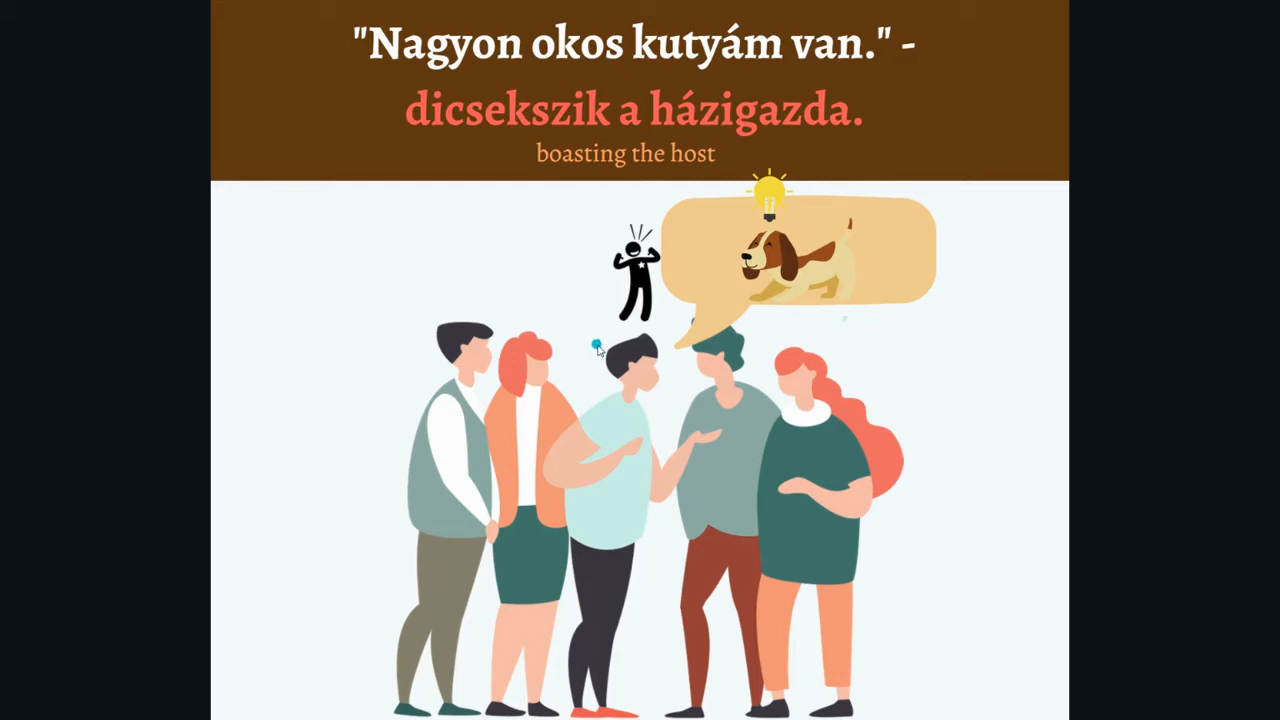 "Nagyon okos kutyám van." -
dicsekszik a házigazda.
boasting the host